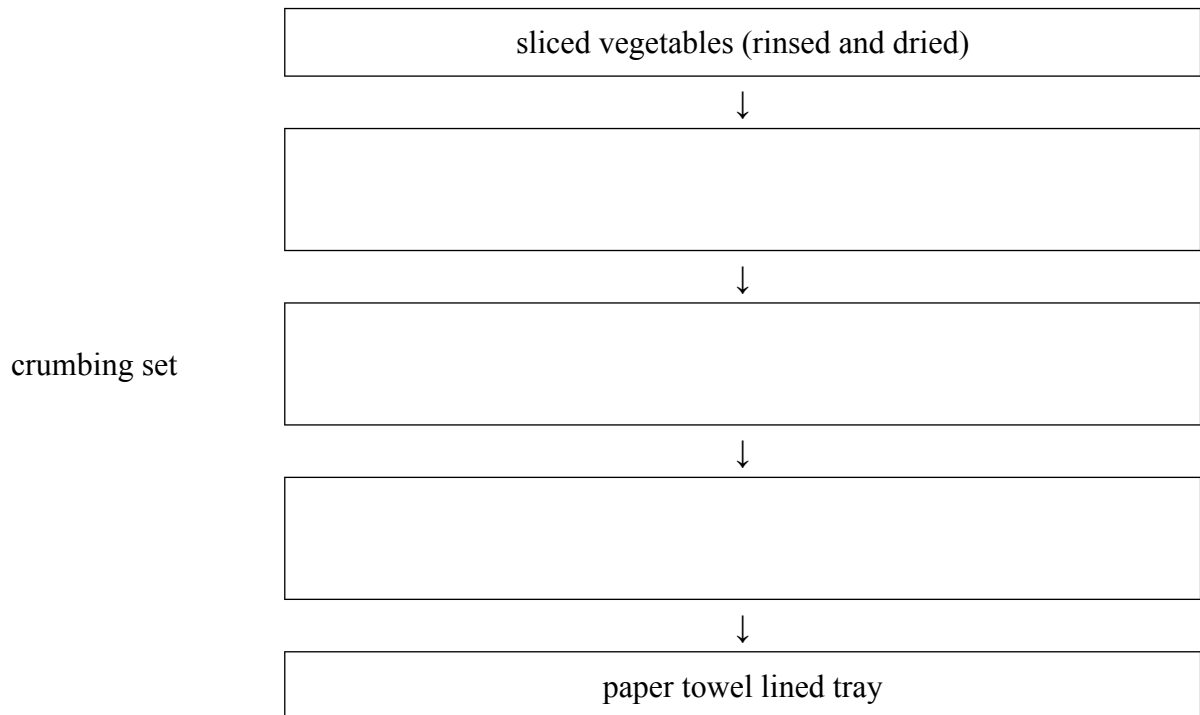 sliced vegetables (rinsed and dried)
↓
↓
crumbing set
↓
↓
paper towel lined tray